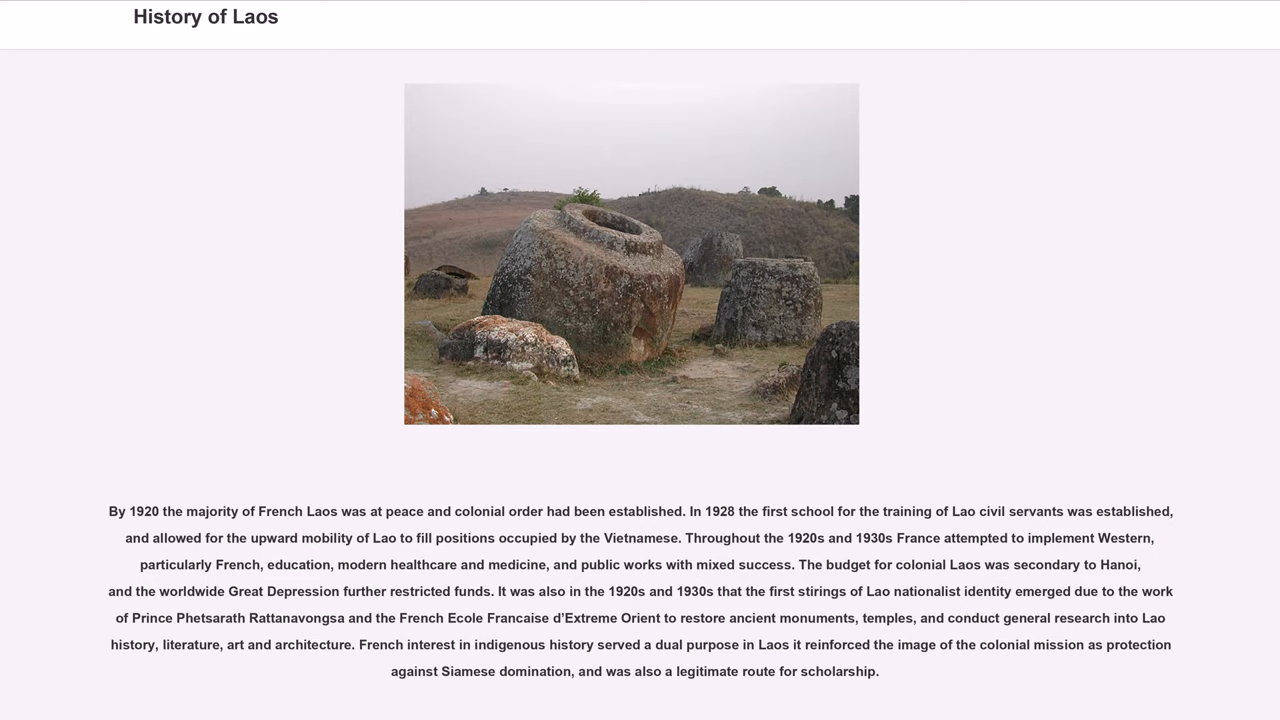 History of Laos
By 1920 the majority of French Laos was at peace and colonial order had been established. In 1928 the first school for the training of Lao civil servants was established,
and allowed for the upward mobility of Lao to fill positions occupied by the Vietnamese. Throughout the 1920s and 1930s France attempted to implement Western,
particularly French, education, modern healthcare and medicine, and public works with mixed success. The budget for colonial Laos was secondary to Hanoi,
and the worldwide Great Depression further restricted funds. It was also in the 1920s and 1930s that the first stirings of Lao nationalist identity emerged due to the work
of Prince Phetsarath Rattanavongsa and the French Ecole Francaise d’Extreme Orient to restore ancient monuments, temples, and conduct general research into Lao
history, literature, art and architecture. French interest in indigenous history served a dual purpose in Laos it reinforced the image of the colonial mission as protection
against Siamese domination, and was also a legitimate route for scholarship.